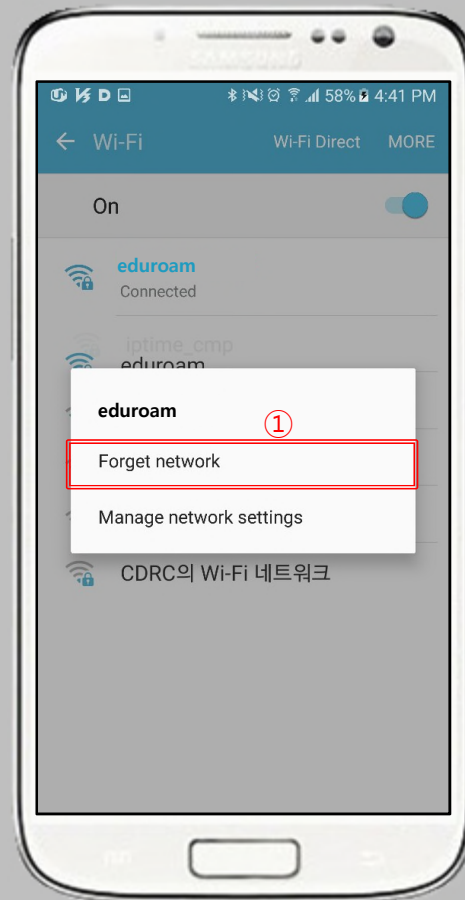 SAMSUNG
58% 4:41 PM
Wi-Fi Wi-Fi Direct MORE
On
eduroam
Connected
iptime_cmp
eduroam
eduroam
①
Forget network
Manage network settings
CDRC의 Wi-Fi 네트워크